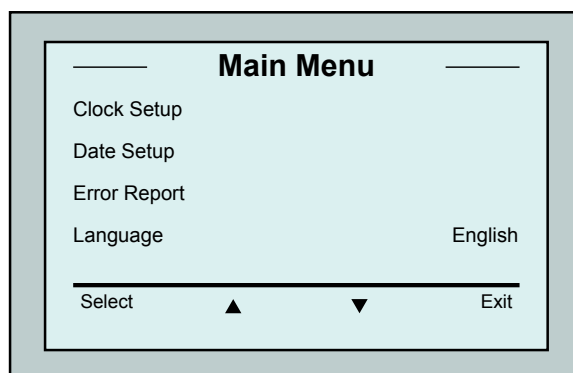 Main Menu
Clock Setup
Date Setup
Error Report
Language English
Select ▲ ▼ Exit